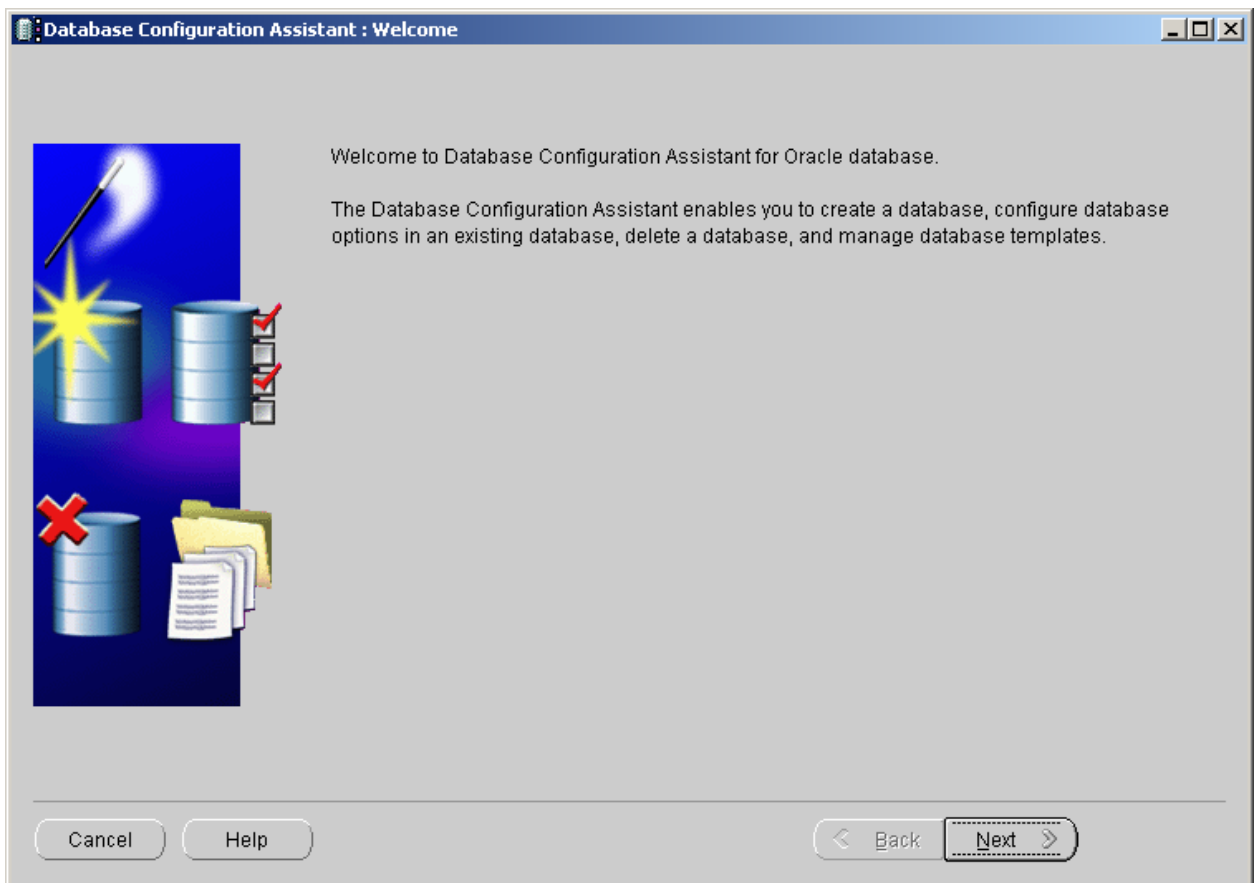 Database Configuration Assistant : Welcome
Welcome to Database Configuration Assistant for Oracle database.
The Database Configuration Assistant enables you to create a database, configure database
options in an existing database, delete a database, and manage database templates.
Cancel
Help
Back
Next